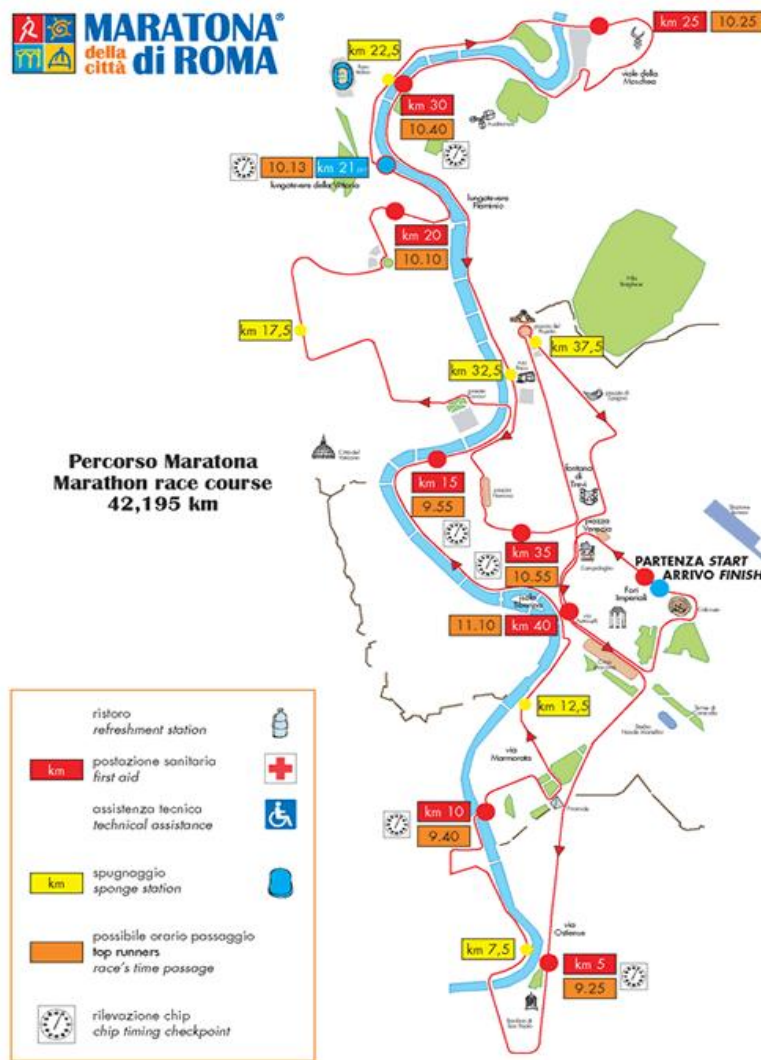 MARATONA®
della
città
di ROMA
km 25
10.25
km 22,5
viale della
Moschea
km 30
10.40
10.13
km 21
lungotevere della Vittoria
lungotevere
Flaminio
km 20
10.10
km 17,5
km 37,5
km 32,5
Percorso Maratona
Marathon race course
42,195 km
km 15
9.55
fontana
di
Trevi
piazza
Venezia
Campidoglio
km 35
10.55
PARTENZA START
ARRIVO FINISH
Fori
Imperiali
isola
Tiberina
11.10
km 40
km 12,5
via
Marmorata
Piramide
km 10
9.40
via
Ostiense
km 7,5
km 5
9.25
ristoro
refreshment station
km
postazione sanitaria
first aid
assistenza tecnica
technical assistance
km
spugnaggio
sponge station
possibile orario passaggio
top runners
race's time passage
rilevazione chip
chip timing checkpoint